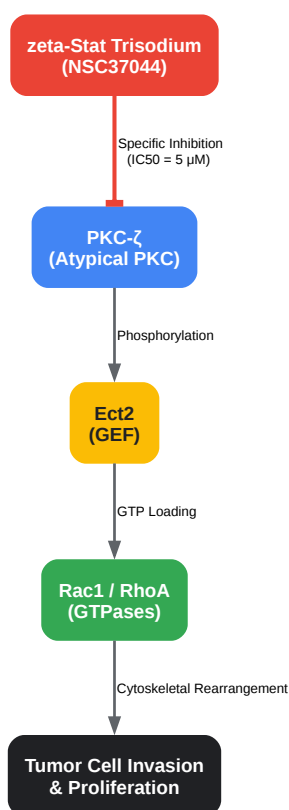 zeta-Stat Trisodium
(NSC37044)
Specific Inhibition
(IC50 = 5 μM)
PKC-ζ
(Atypical PKC)
Phosphorylation
Ect2
(GEF)
GTP Loading
Rac1 / RhoA
(GTPases)
Cytoskeletal Rearrangement
Tumor Cell Invasion
& Proliferation